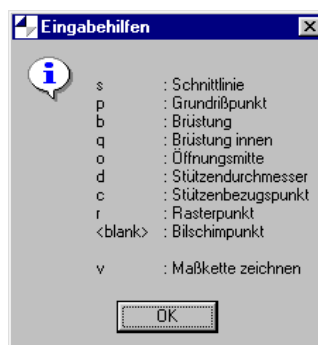 Eingabehilfen
s : Schnittlinie
p : Grundrißpunkt
b : Brüstung
q : Brüstung innen
o : Öffnungsmitte
d : Stützendurchmesser
c : Stützenbezugspunkt
r : Rasterpunkt
<blank> : Bilschimpunkt
v : Maßkette zeichnen
OK